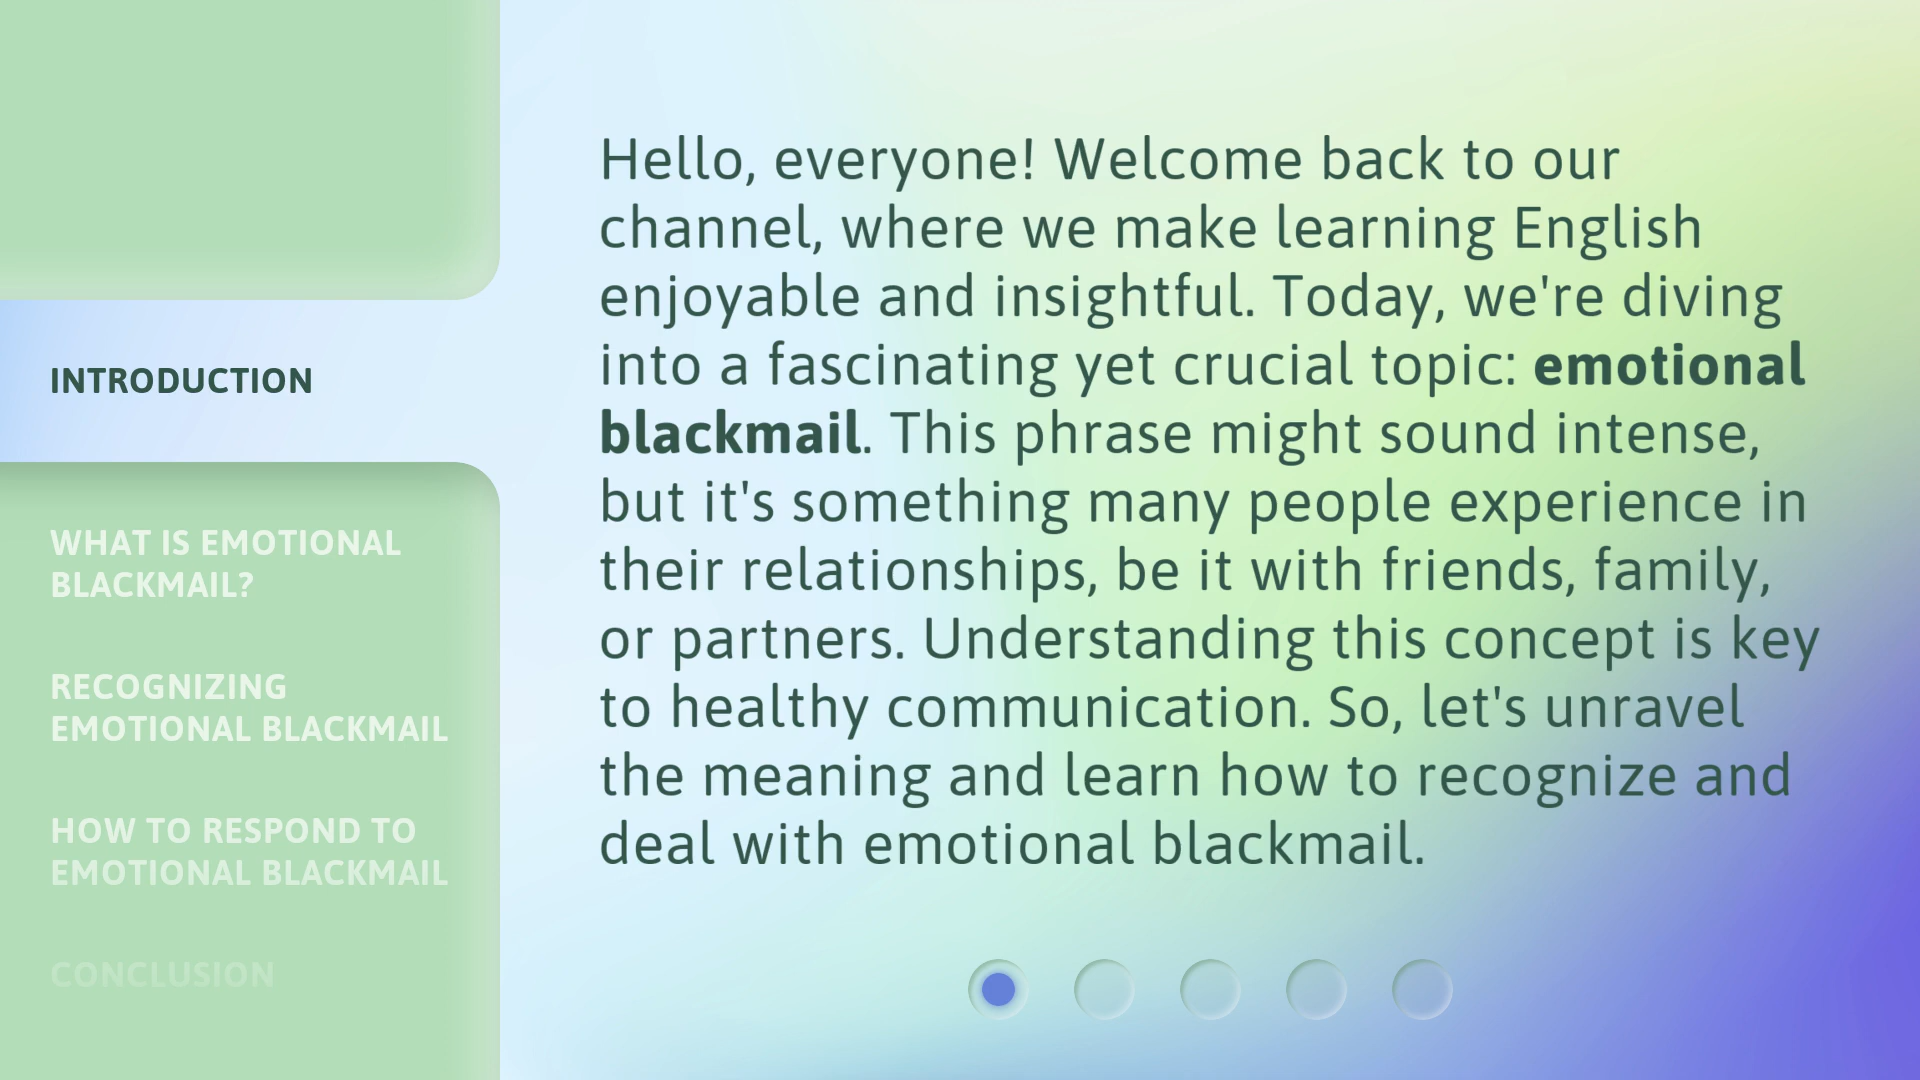 INTRODUCTION
WHAT IS EMOTIONAL
BLACKMAIL?
RECOGNIZING
EMOTIONAL BLACKMAIL
HOW TO RESPOND TO
EMOTIONAL BLACKMAIL
CONCLUSION
Hello, everyone! Welcome back to our
channel, where we make learning English
enjoyable and insightful. Today, we're diving
into a fascinating yet crucial topic: emotional
blackmail. This phrase might sound intense,
but it's something many people experience in
their relationships, be it with friends, family,
or partners. Understanding this concept is key
to healthy communication. So, let's unravel
the meaning and learn how to recognize and
deal with emotional blackmail.